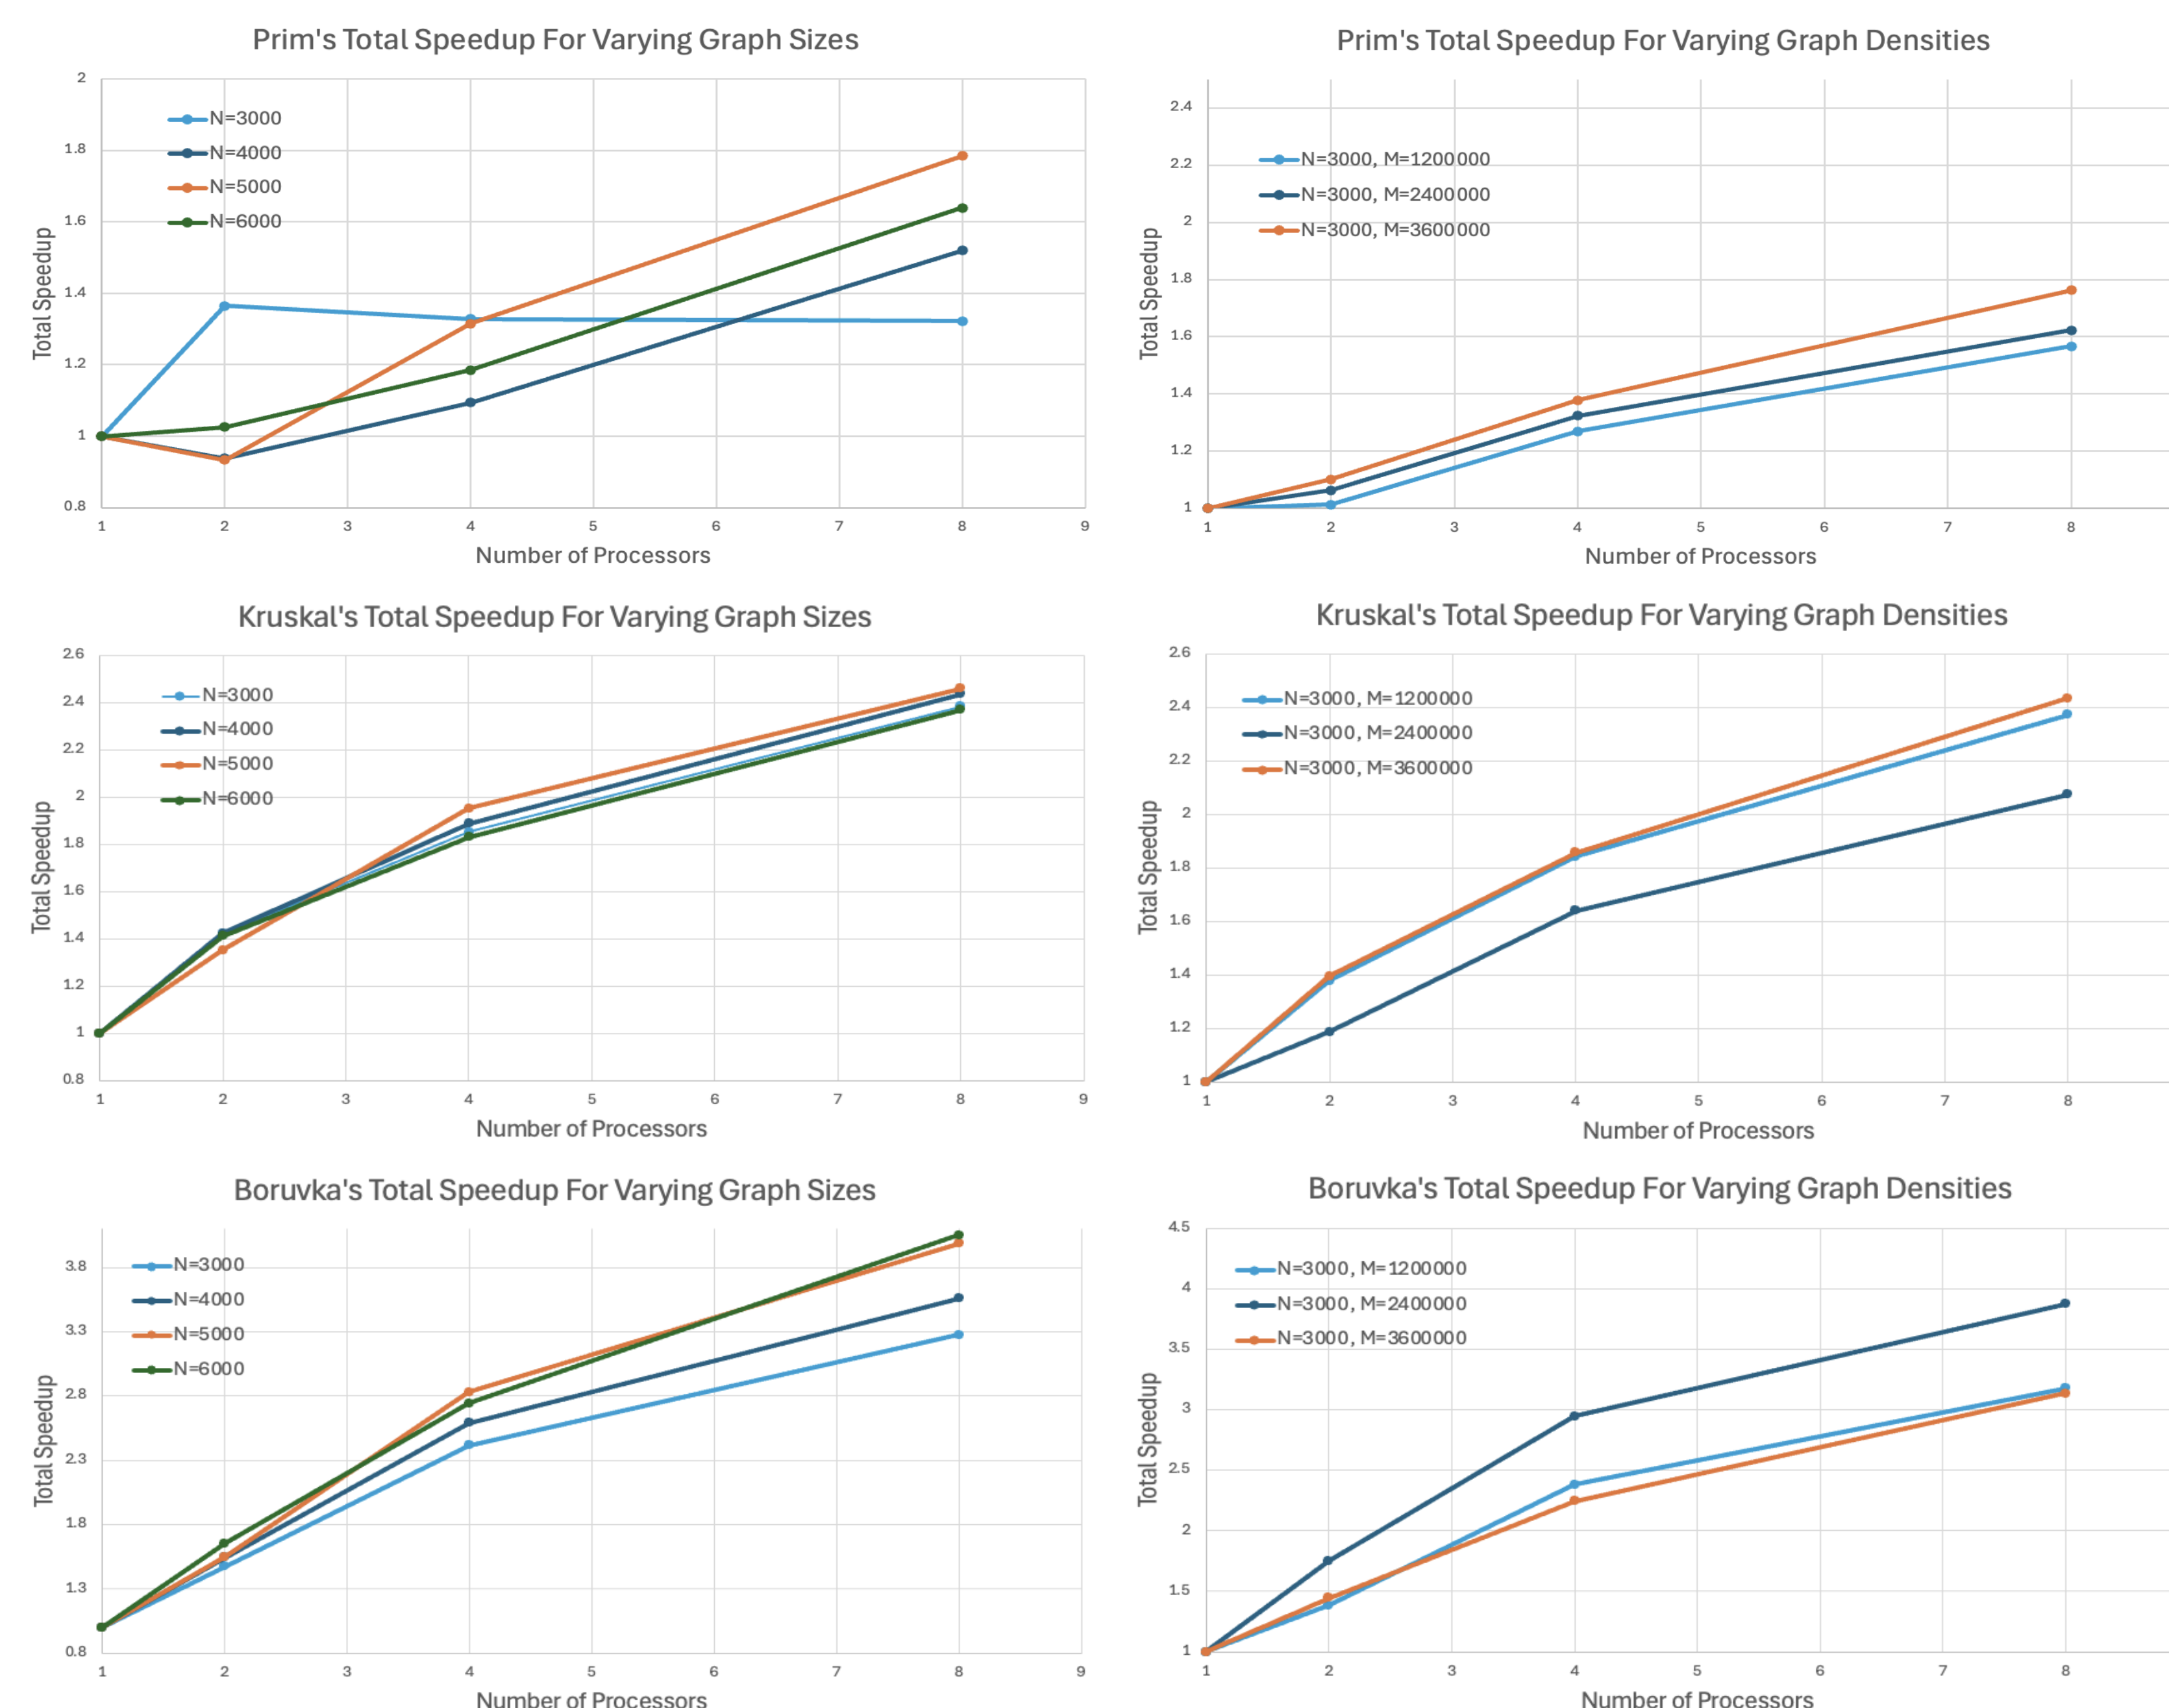 Prim's Total Speedup For Varying Graph Sizes
2
1.8
1.6
1.4
1.2
1
0.8
Total Speedup
N=3000
N=4000
N=5000
N=6000
1 2 3 4 5 6 7 8 9
Number of Processors
Prim's Total Speedup For Varying Graph Densities
2.4
2.2
2
1.8
1.6
1.4
1.2
1
Total Speedup
N=3000, M=1200000
N=3000, M=2400000
N=3000, M=3600000
1 2 3 4 5 6 7 8
Number of Processors
Kruskal's Total Speedup For Varying Graph Sizes
2.6
2.4
2.2
2
1.8
1.6
1.4
1.2
1
0.8
Total Speedup
N=3000
N=4000
N=5000
N=6000
1 2 3 4 5 6 7 8 9
Number of Processors
Kruskal's Total Speedup For Varying Graph Densities
2.6
2.4
2.2
2
1.8
1.6
1.4
1.2
1
Total Speedup
N=3000, M=1200000
N=3000, M=2400000
N=3000, M=3600000
1 2 3 4 5 6 7 8
Number of Processors
Boruvka's Total Speedup For Varying Graph Sizes
3.8
3.3
2.8
2.3
1.8
1.3
0.8
Total Speedup
N=3000
N=4000
N=5000
N=6000
1 2 3 4 5 6 7 8 9
Number of Processors
Boruvka's Total Speedup For Varying Graph Densities
4.5
4
3.5
3
2.5
2
1.5
1
Total Speedup
N=3000, M=1200000
N=3000, M=2400000
N=3000, M=3600000
1 2 3 4 5 6 7 8
Number of Processors